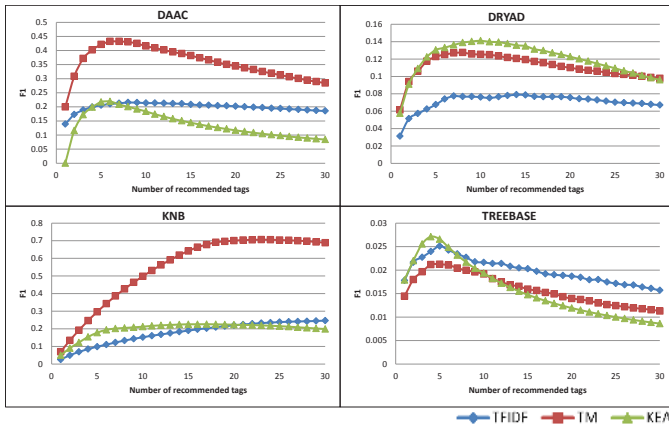 DAAC
0.5
0.45
0.4
0.35
0.3
0.25
0.2
0.15
0.1
0.05
0
F1
0 5 10 15 20 25 30
Number of recommended tags
DRYAD
0.16
0.14
0.12
0.1
0.08
0.06
0.04
0.02
0
F1
0 5 10 15 20 25 30
Number of recommended tags
KNB
0.8
0.7
0.6
0.5
0.4
0.3
0.2
0.1
0
F1
0 5 10 15 20 25 30
Number of recommended tags
TREEBASE
0.03
0.025
0.02
0.015
0.01
0.005
0
F1
0 5 10 15 20 25 30
Number of recommended tags
TFIDF TM KEA